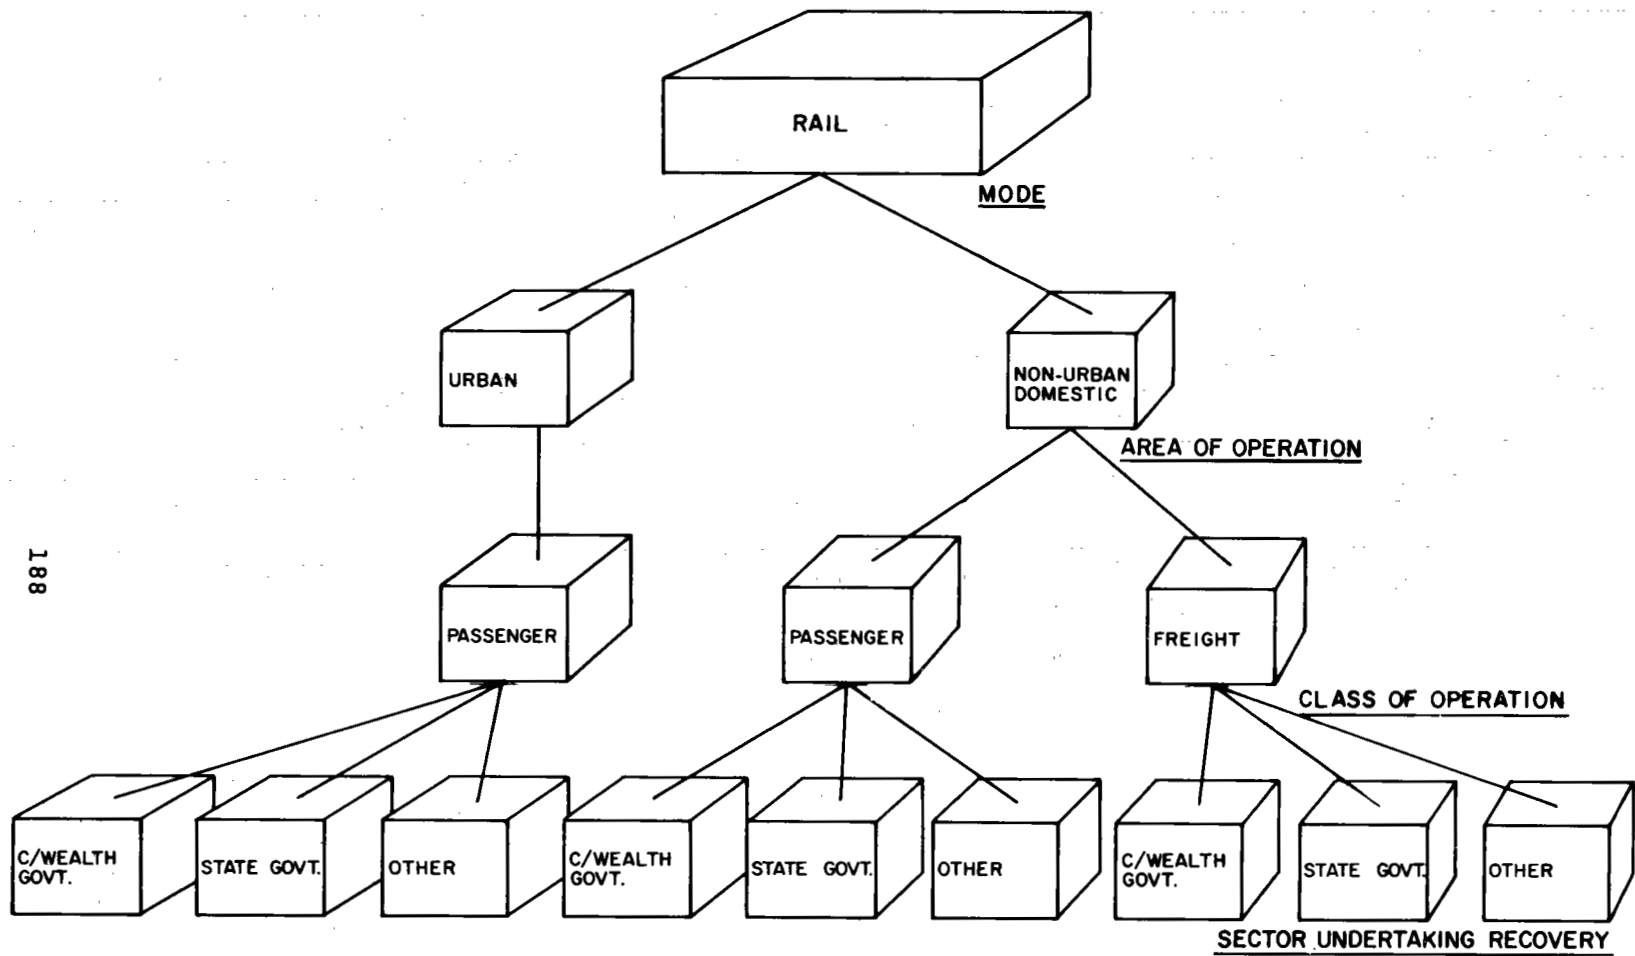 RAIL
MODE
URBAN
NON-URBAN
DOMESTIC
AREA OF OPERATION
188
PASSENGER
PASSENGER
FREIGHT
CLASS OF OPERATION
C/WEALTH
GOVT.
STATE GOVT.
OTHER
C/WEALTH
GOVT.
STATE GOVT.
OTHER
C/WEALTH
GOVT.
STATE GOVT.
OTHER
SECTOR UNDERTAKING RECOVERY